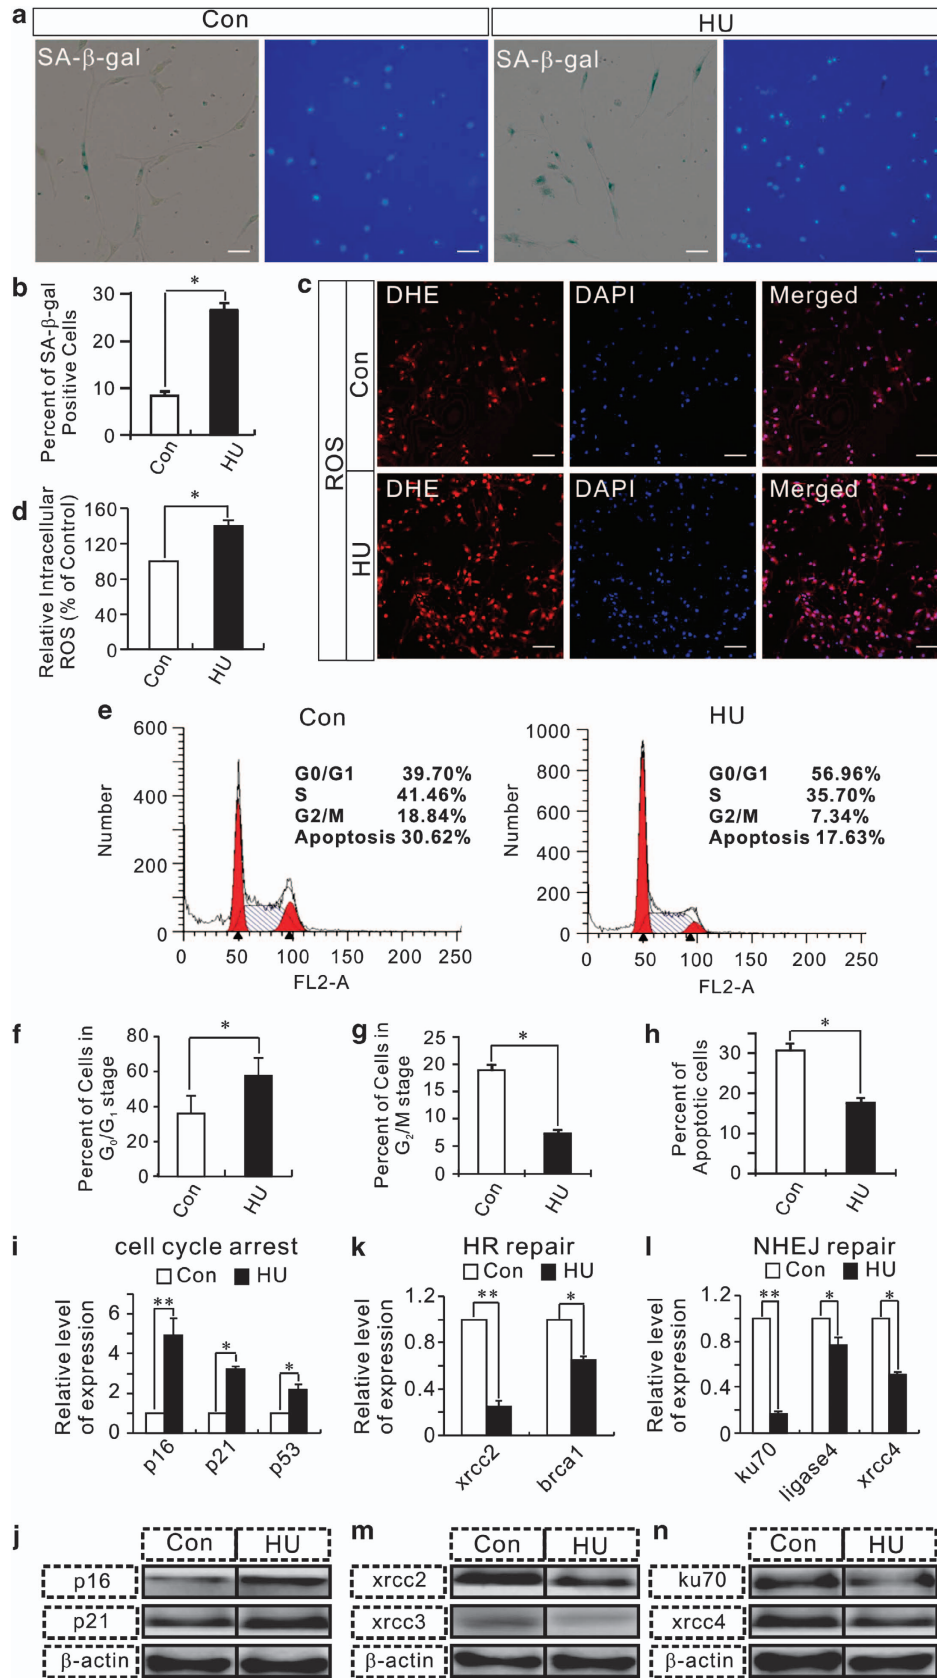 a
Con
HU
SA-β-gal
SA-β-gal
b
Percent of SA-β-gal
Positive Cells
30
20
10
0
*
Con
HU
c
ROS
Con
HU
DHE
DAPI
Merged
DHE
DAPI
Merged
d
Relative Intracellular
ROS (% of Control)
160
120
80
40
0
*
Con
HU
e
Con
Number
600
400
200
0
G0/G1 39.70%
S 41.46%
G2/M 18.84%
Apoptosis 30.62%
0 50 100 150 200 250
FL2-A
HU
Number
1000
800
600
400
200
0
G0/G1 56.96%
S 35.70%
G2/M 7.34%
Apoptosis 17.63%
0 50 100 150 200 250
FL2-A
f
Percent of Cells in
G₀/G₁ stage
80
60
40
20
0
*
Con
HU
g
Percent of Cells in
G₂/M stage
25
20
15
10
5
0
*
Con
HU
h
Percent of
Apoptotic cells
30
20
10
0
*
Con
HU
i
cell cycle arrest
Con HU
Relative level
of expression
6
4
2
0
**
*
*
p16
p21
p53
k
HR repair
Con HU
Relative level
of expression
1.2
0.8
0.4
0
**
*
xrcc2
brca1
l
NHEJ repair
Con HU
Relative level
of expression
1.2
0.8
0.4
0
**
*
*
ku70
ligase4
xrcc4
j
Con HU
p16
p21
β-actin
m
Con HU
xrcc2
xrcc3
β-actin
n
Con HU
ku70
xrcc4
β-actin